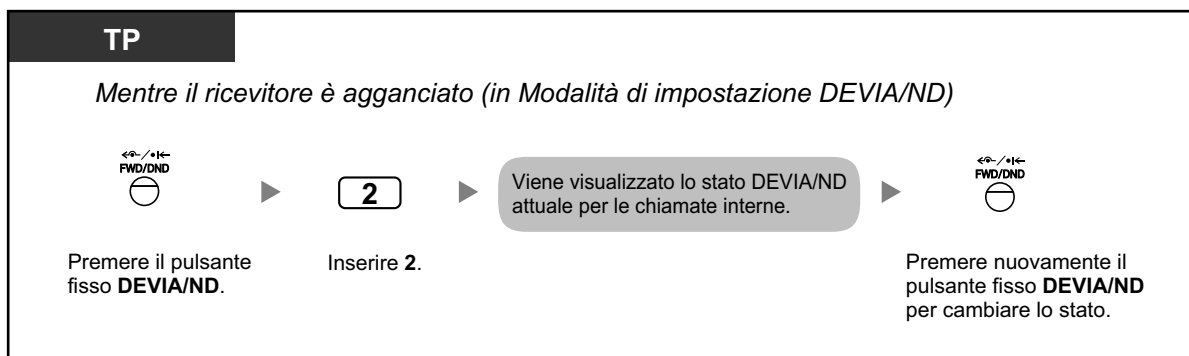 TP
Mentre il ricevitore è agganciato (in Modalità di impostazione DEVIA/ND)
FWD/DND
2
Viene visualizzato lo stato DEVIA/ND
attuale per le chiamate interne.
FWD/DND
Premere il pulsante
fisso DEVIA/ND.
Inserire 2.
Premere nuovamente il
pulsante fisso DEVIA/ND
per cambiare lo stato.